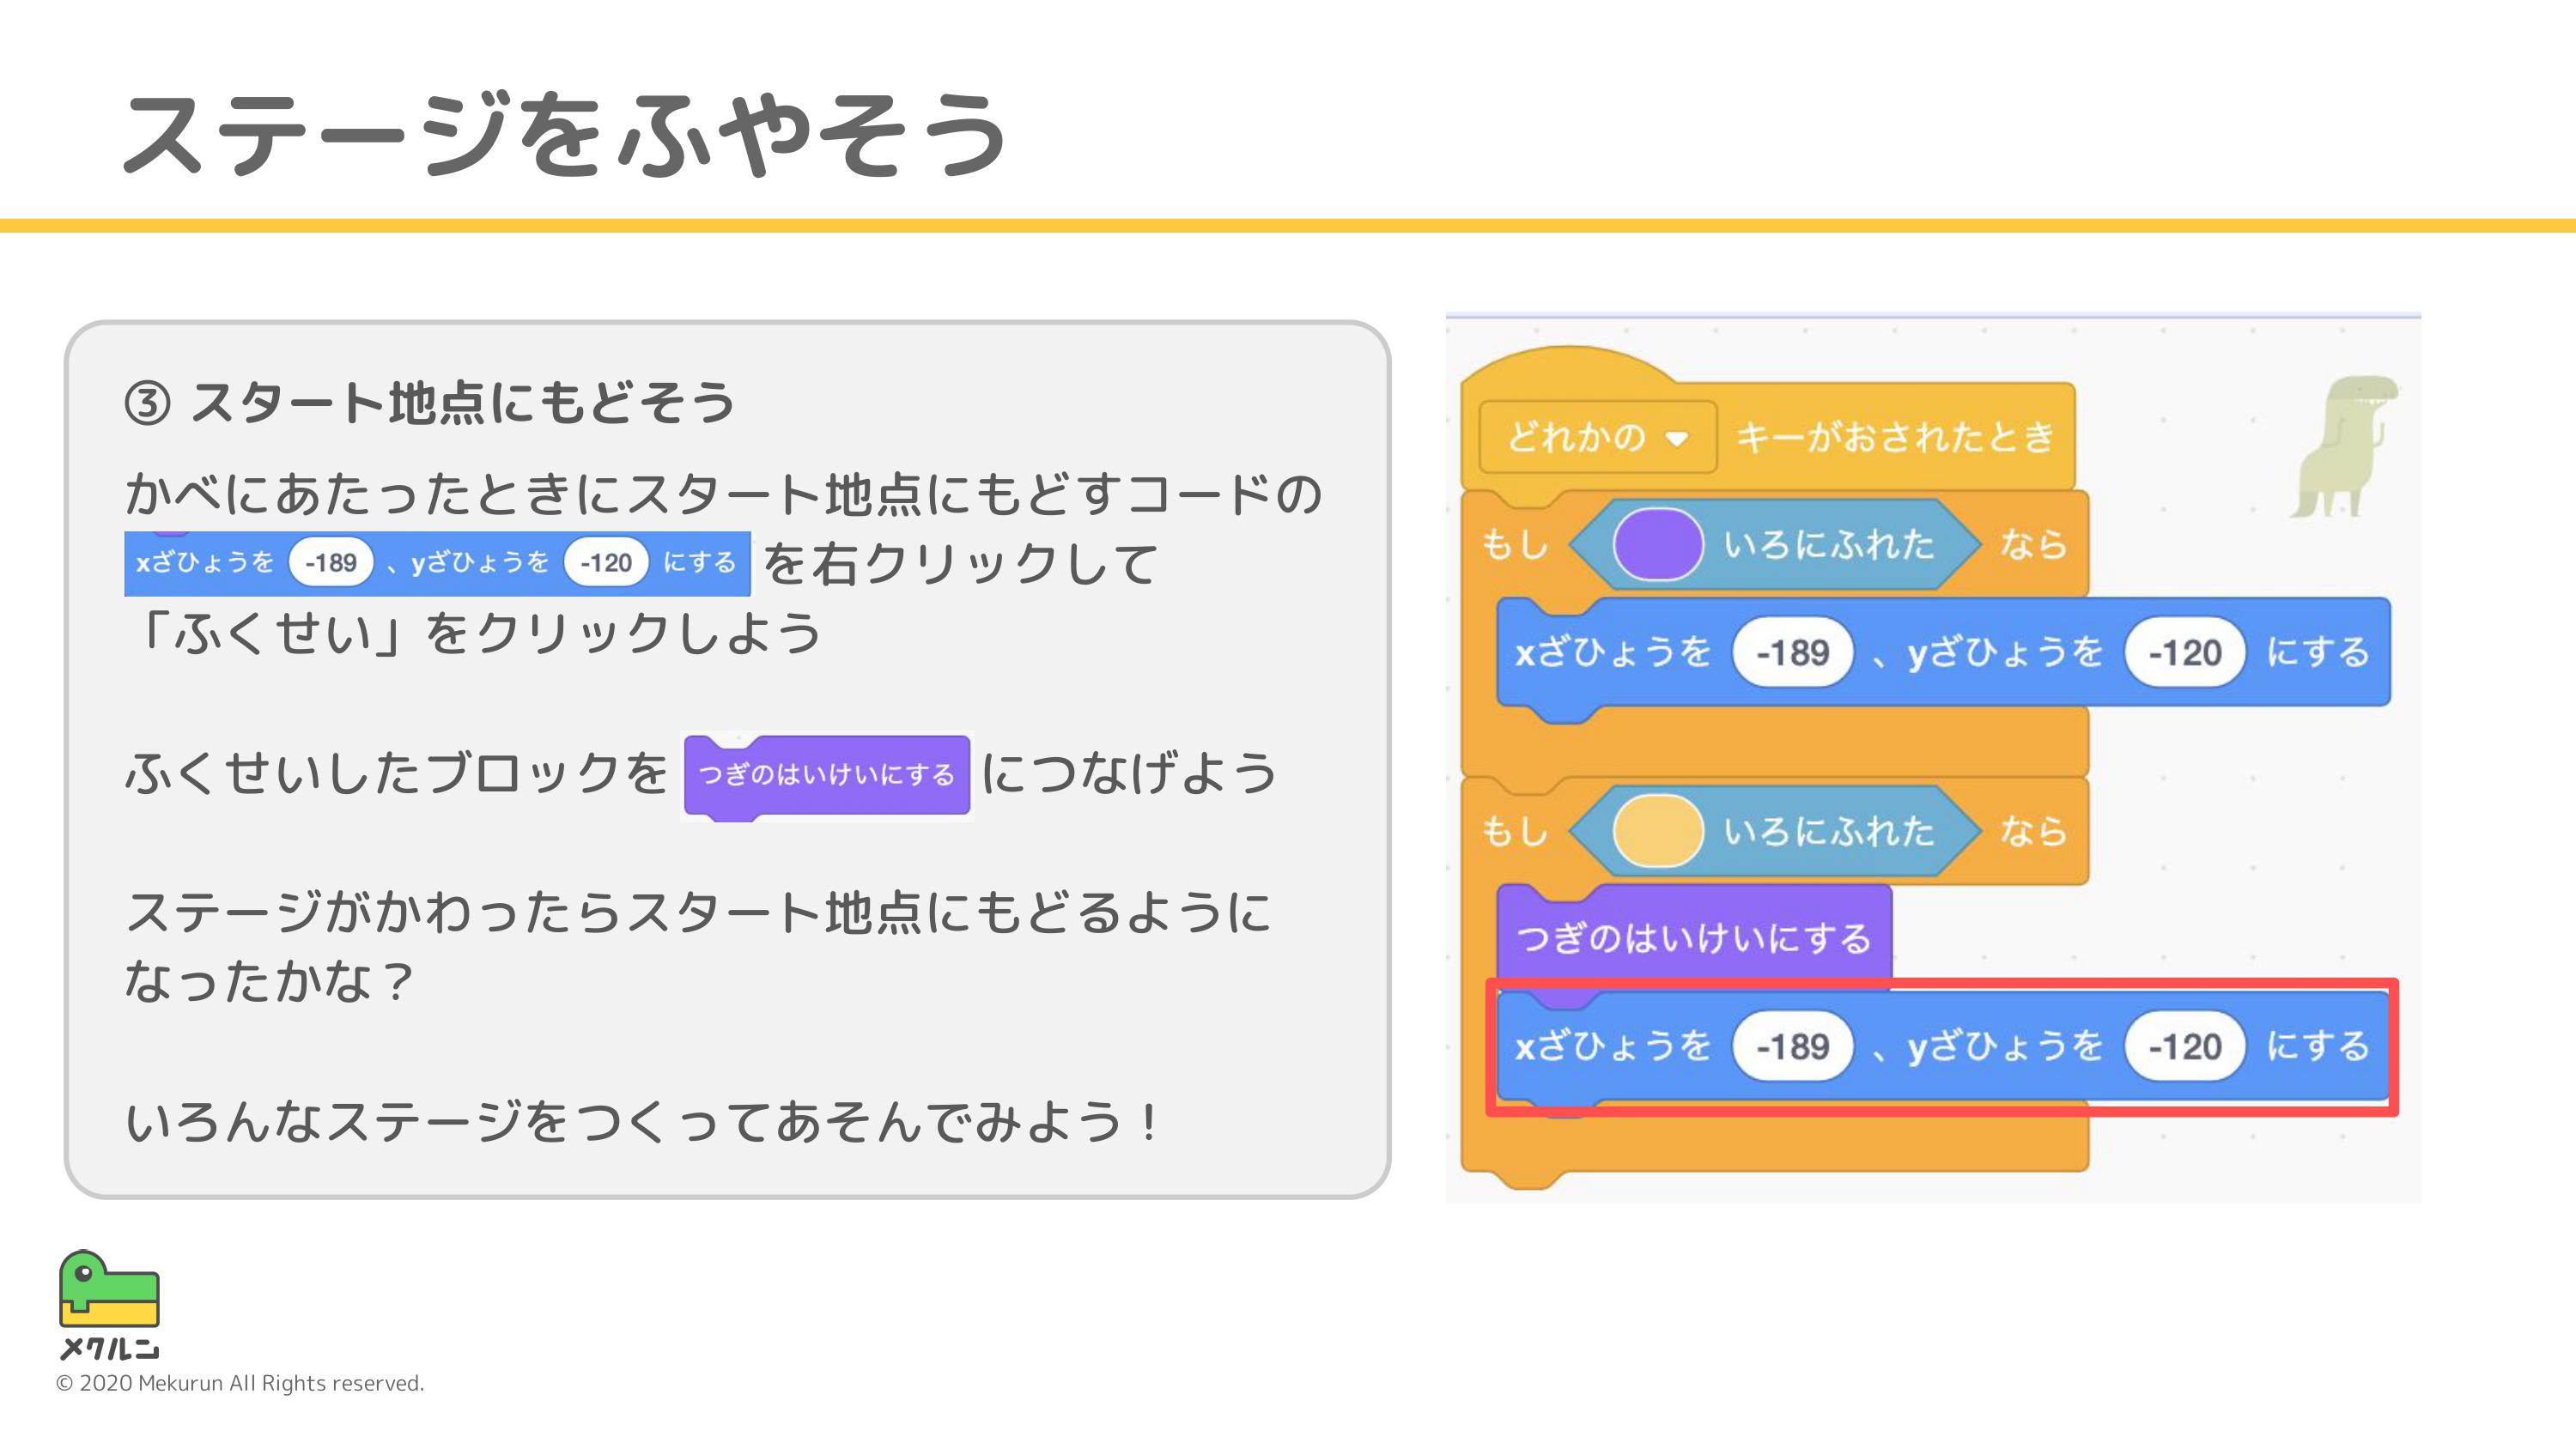 ステージをふやそう
③ スタート地点にもどそう
かべにあたったときにスタート地点にもどすコードの
xざひょうを -189 、yざひょうを -120 にする を右クリックして
「ふくせい」をクリックしよう
ふくせいしたブロックを つぎのはいけいにする につなげよう
ステージがかわったらスタート地点にもどるように
なったかな？
いろんなステージをつくってあそんでみよう！
どれかの キーがおされたとき
もし いろにふれた なら
xざひょうを -189 、yざひょうを -120 にする
もし いろにふれた なら
つぎのはいけいにする
xざひょうを -189 、yざひょうを -120 にする
メクルン
© 2020 Mekurun All Rights reserved.